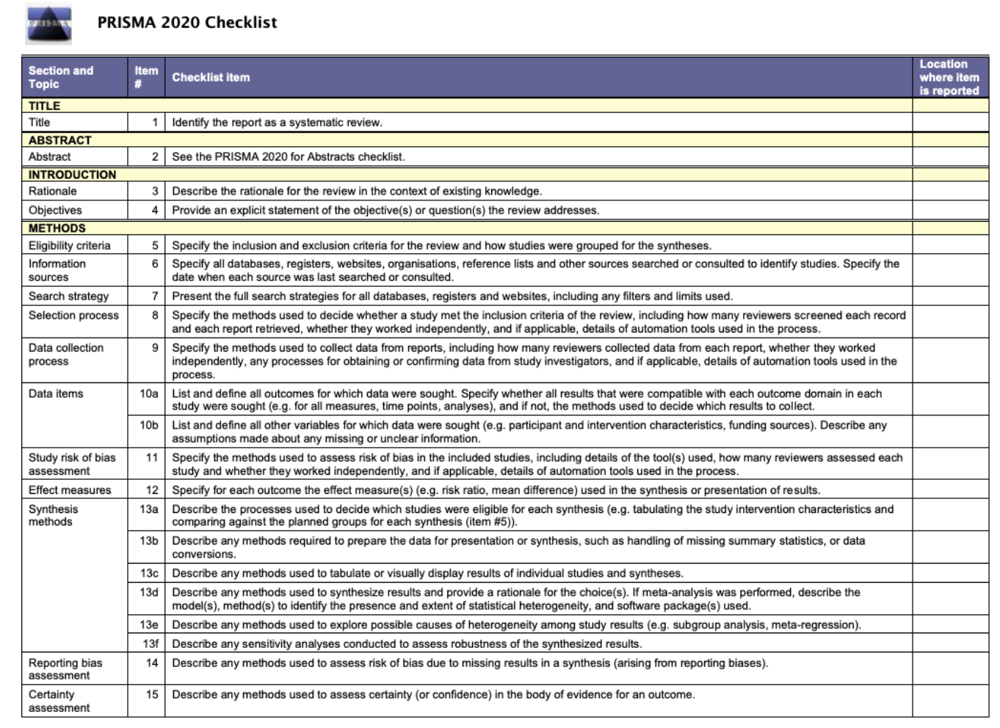 PRISMA
PRISMA 2020 Checklist
Section and Topic Item # Checklist item Location where item is reported
TITLE
Title 1 Identify the report as a systematic review.
ABSTRACT
Abstract 2 See the PRISMA 2020 for Abstracts checklist.
INTRODUCTION
Rationale 3 Describe the rationale for the review in the context of existing knowledge.
Objectives 4 Provide an explicit statement of the objective(s) or question(s) the review addresses.
METHODS
Eligibility criteria 5 Specify the inclusion and exclusion criteria for the review and how studies were grouped for the syntheses.
Information sources 6 Specify all databases, registers, websites, organisations, reference lists and other sources searched or consulted to identify studies. Specify the
date when each source was last searched or consulted.
Search strategy 7 Present the full search strategies for all databases, registers and websites, including any filters and limits used.
Selection process 8 Specify the methods used to decide whether a study met the inclusion criteria of the review, including how many reviewers screened each record
and each report retrieved, whether they worked independently, and if applicable, details of automation tools used in the process.
Data collection process 9 Specify the methods used to collect data from reports, including how many reviewers collected data from each report, whether they worked
independently, any processes for obtaining or confirming data from study investigators, and if applicable, details of automation tools used in the
process.
Data items 10a List and define all outcomes for which data were sought. Specify whether all results that were compatible with each outcome domain in each
study were sought (e.g. for all measures, time points, analyses), and if not, the methods used to decide which results to collect.
10b List and define all other variables for which data were sought (e.g. participant and intervention characteristics, funding sources). Describe any
assumptions made about any missing or unclear information.
Study risk of bias assessment 11 Specify the methods used to assess risk of bias in the included studies, including details of the tool(s) used, how many reviewers assessed each
study and whether they worked independently, and if applicable, details of automation tools used in the process.
Effect measures 12 Specify for each outcome the effect measure(s) (e.g. risk ratio, mean difference) used in the synthesis or presentation of results.
Synthesis methods 13a Describe the processes used to decide which studies were eligible for each synthesis (e.g. tabulating the study intervention characteristics and
comparing against the planned groups for each synthesis (item #5)).
13b Describe any methods required to prepare the data for presentation or synthesis, such as handling of missing summary statistics, or data
conversions.
13c Describe any methods used to tabulate or visually display results of individual studies and syntheses.
13d Describe any methods used to synthesize results and provide a rationale for the choice(s). If meta-analysis was performed, describe the
model(s), method(s) to identify the presence and extent of statistical heterogeneity, and software package(s) used.
13e Describe any methods used to explore possible causes of heterogeneity among study results (e.g. subgroup analysis, meta-regression).
13f Describe any sensitivity analyses conducted to assess robustness of the synthesized results.
Reporting bias assessment 14 Describe any methods used to assess risk of bias due to missing results in a synthesis (arising from reporting biases).
Certainty assessment 15 Describe any methods used to assess certainty (or confidence) in the body of evidence for an outcome.